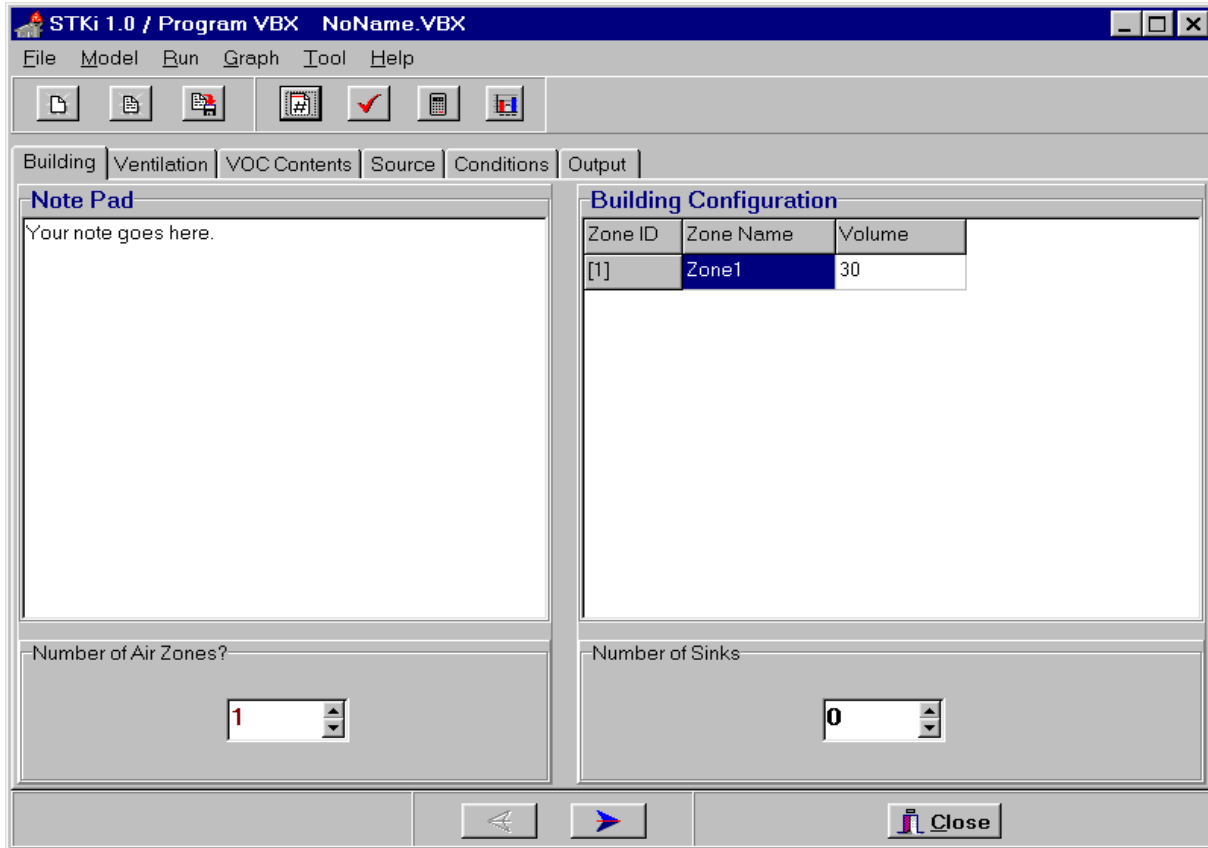 STKi 1.0 / Program VBX NoName.VBX
File Model Run Graph Tool Help
#
Building Ventilation VOC Contents Source Conditions Output
Note Pad
Your note goes here.
Building Configuration
Zone ID Zone Name Volume
[1] Zone1 30
Number of Air Zones?
1
Number of Sinks
0
Close